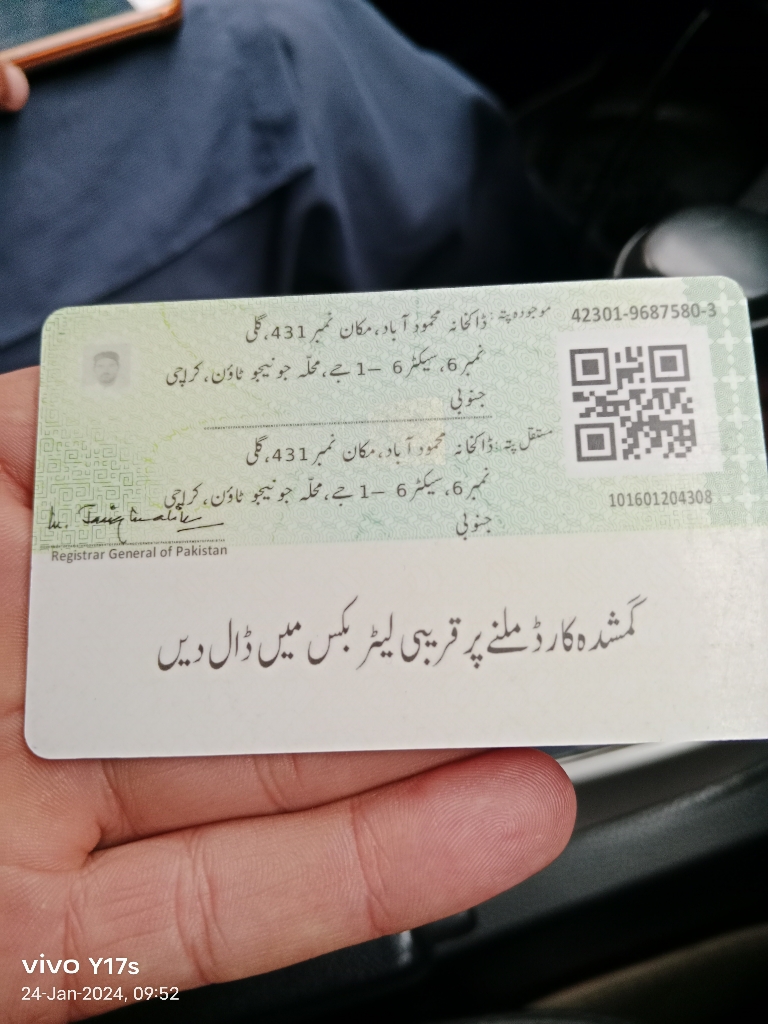 42301-9687580-3
موجودہ پتہ: ڈاکخانہ محمود آباد، مکان نمبر 431، گلی
نمبر 6، سیکٹر 6 –1 جے، محلّہ جونیجو ٹاؤن، کراچی
جنوبی
مستقل پتہ: ڈاکخانہ محمود آباد، مکان نمبر 431، گلی
نمبر 6، سیکٹر 6 –1 جے، محلّہ جونیجو ٹاؤن، کراچی
جنوبی
101601204308
Registrar General of Pakistan
گمشدہ کارڈ ملنے پر قریبی لیٹر بکس میں ڈال دیں
vivo Y17s
24-Jan-2024, 09:52